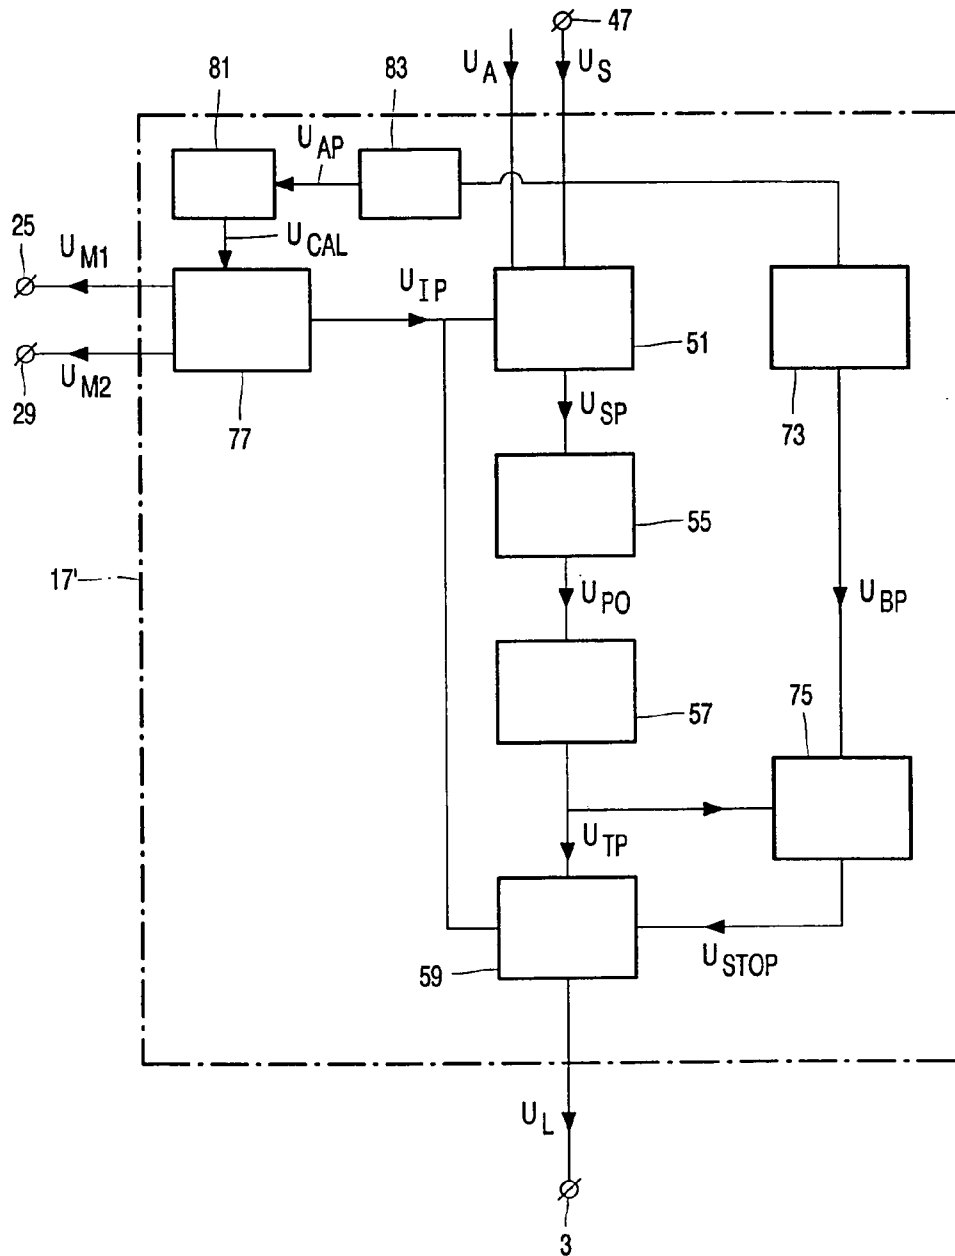 47
U_A
U_S
81
83
U_AP
25
U_M1
U_CAL
U_IP
51
29
U_M2
77
73
U_SP
55
17'
U_PO
U_BP
57
75
U_TP
59
U_STOP
U_L
3